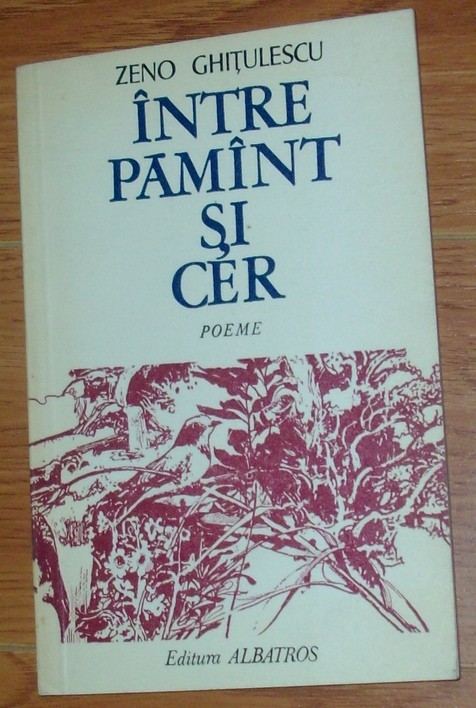 ZENO GHIȚULESCU
ÎNTRE
PAMÎNT
ȘI
CER
POEME
Editura ALBATROS